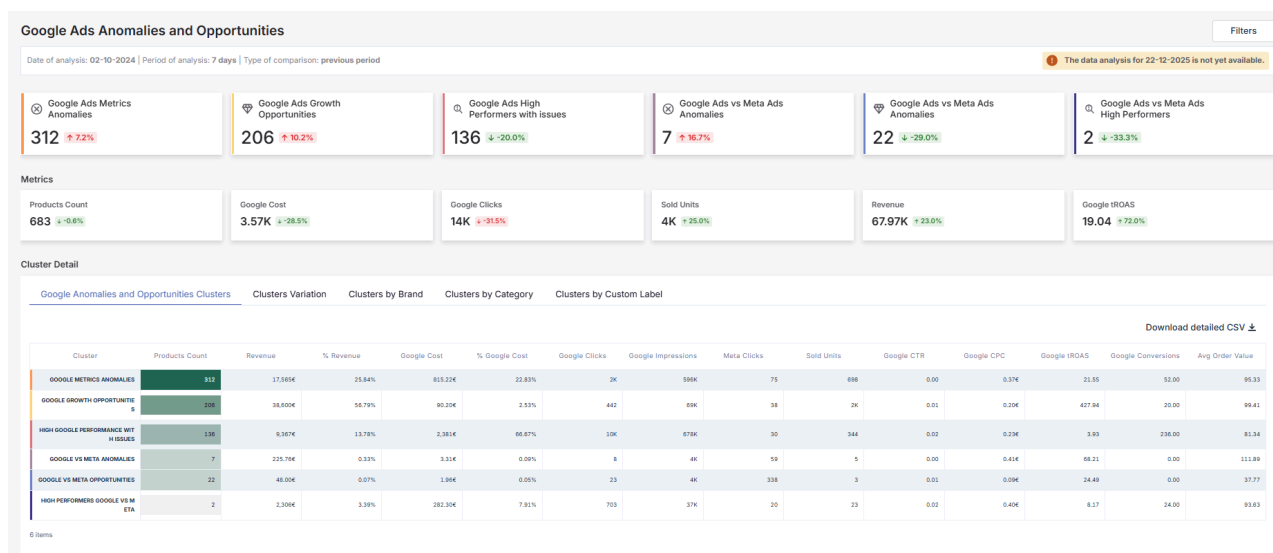 Google Ads Anomalies and Opportunities
Filters
Date of analysis: 02-10-2024 | Period of analysis: 7 days | Type of comparison: previous period
The data analysis for 22-12-2025 is not yet available.
Google Ads Metrics
Anomalies
312 ↑ 7.2%
Google Ads Growth
Opportunities
206 ↑ 10.2%
Google Ads High
Performers with issues
136 ↓ -20.0%
Google Ads vs Meta Ads
Anomalies
7 ↑ 16.7%
Google Ads vs Meta Ads
Anomalies
22 ↓ -29.0%
Google Ads vs Meta Ads
High Performers
2 ↓ -33.3%
Metrics
Products Count
683 ↓ -0.6%
Google Cost
3.57K ↓ -28.5%
Google Clicks
14K ↓ -31.5%
Sold Units
4K ↑ 25.0%
Revenue
67.97K ↑ 23.0%
Google tROAS
19.04 ↑ 72.0%
Cluster Detail
Google Anomalies and Opportunities Clusters Clusters Variation Clusters by Brand Clusters by Category Clusters by Custom Label
Download detailed CSV
Cluster Products Count Revenue % Revenue Google Cost % Google Cost Google Clicks Google Impressions Meta Clicks Sold Units Google CTR Google CPC Google tROAS Google Conversions Avg Order Value
GOOGLE METRICS ANOMALIES 312 17,565€ 25.84% 815.22€ 22.83% 2K 596K 75 698 0.00 0.37€ 21.55 52.00 95.33
GOOGLE GROWTH OPPORTUNITIE
S 206 38,600€ 56.79% 90.20€ 2.53% 442 69K 38 2K 0.01 0.20€ 427.94 20.00 99.41
HIGH GOOGLE PERFORMANCE WIT
H ISSUES 136 9,367€ 13.78% 2,381€ 66.67% 10K 676K 30 344 0.02 0.23€ 3.93 236.00 81.34
GOOGLE VS META ANOMALIES 7 225.76€ 0.33% 3.31€ 0.09% 8 4K 59 5 0.00 0.41€ 68.21 0.00 111.89
GOOGLE VS META OPPORTUNITIES 22 48.00€ 0.07% 1.96€ 0.05% 23 4K 338 3 0.01 0.09€ 24.49 0.00 37.77
HIGH PERFORMERS GOOGLE VS M
ETA 2 2,306€ 3.39% 282.30€ 7.91% 703 37K 20 23 0.02 0.40€ 8.17 24.00 93.63
6 items